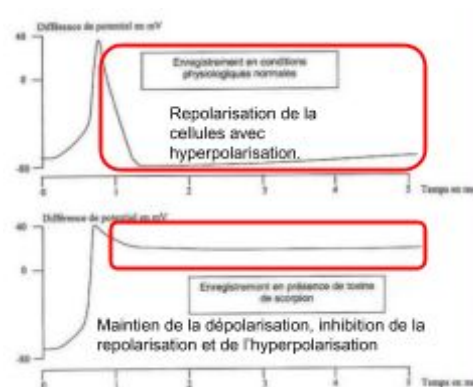 Différence de potentiel en mV
40
Enregistrement en conditions
physiologiques normales
0
Repolarisation de la
cellules avec
hyperpolarisation.
-80
0 1 2 3 4 5 Temps en ms
Différence de potentiel en mV
40
0
Enregistrement en présence de toxine
de scorpion
Maintien de la dépolarisation, inhibition de la
repolarisation et de l'hyperpolarisation
-80
0 1 2 3 4 5 Temps en ms